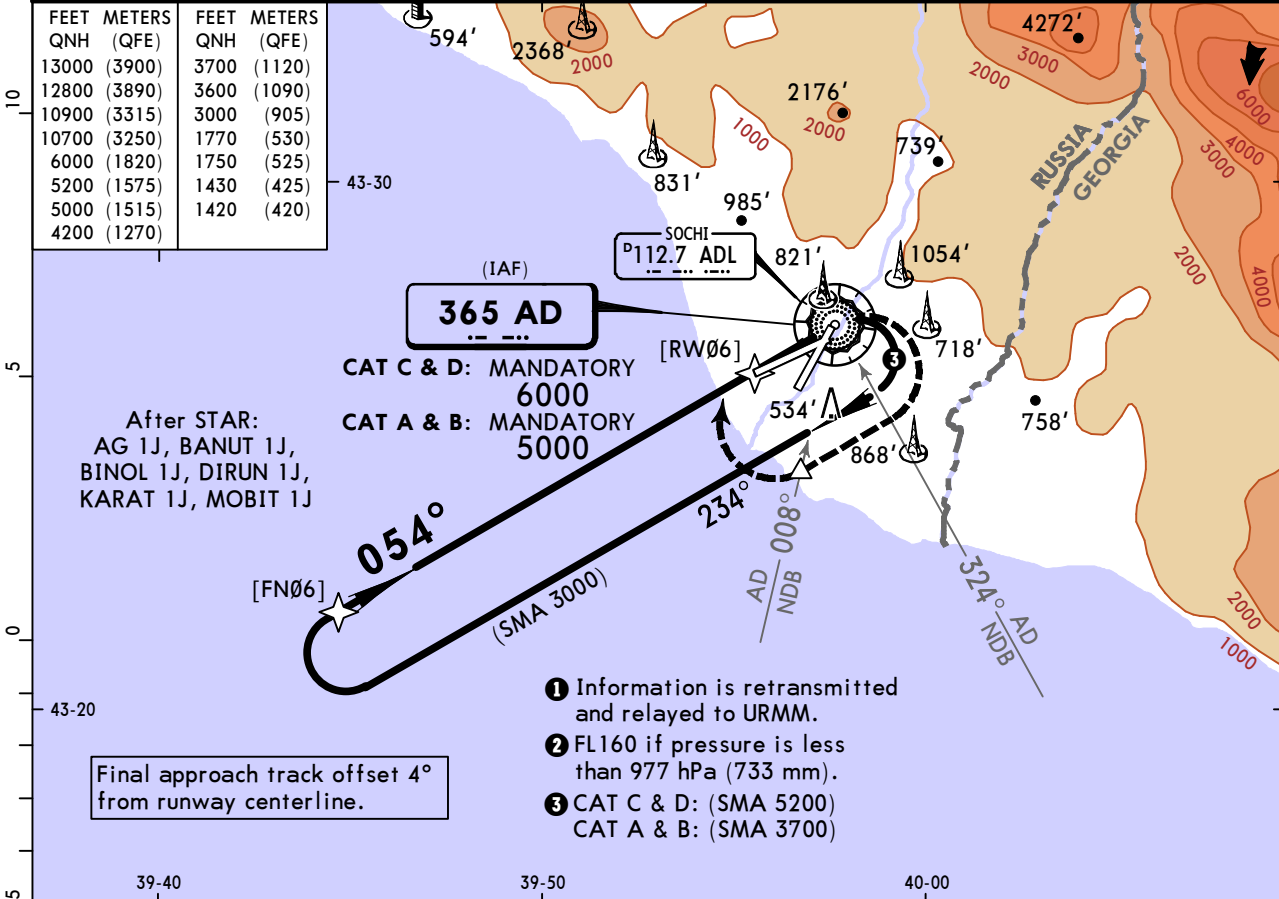 FEET METERS FEET METERS
QNH (QFE) QNH (QFE)
13000 (3900) 3700 (1120)
12800 (3890) 3600 (1090)
10900 (3315) 3000 (905)
10700 (3250) 1770 (530)
6000 (1820) 1750 (525)
5200 (1575) 1430 (425)
5000 (1515) 1420 (420)
4200 (1270)
594'
2368'
2000
4272'
3000
2000
6000
4000
3000
2176'
2000
1000
10
739'
RUSSIA
GEORGIA
831'
43-30
985'
SOCHI
D112.7 ADL
821'
1054'
2000
4000
(IAF)
365 AD
[RWØ6]
718'
3
5
CAT C & D: MANDATORY
6000
CAT A & B: MANDATORY
5000
534'
758'
868'
After STAR:
AG 1J, BANUT 1J,
BINOL 1J, DIRUN 1J,
KARAT 1J, MOBIT 1J
234°
054°
008°
AD
NDB
324°
AD
NDB
[FNØ6]
(SMA 3000)
2000
1000
0
43-20
1 Information is retransmitted
and relayed to URMM.
2 FL160 if pressure is less
than 977 hPa (733 mm).
3 CAT C & D: (SMA 5200)
CAT A & B: (SMA 3700)
Final approach track offset 4°
from runway centerline.
5
39-40
39-50
40-00